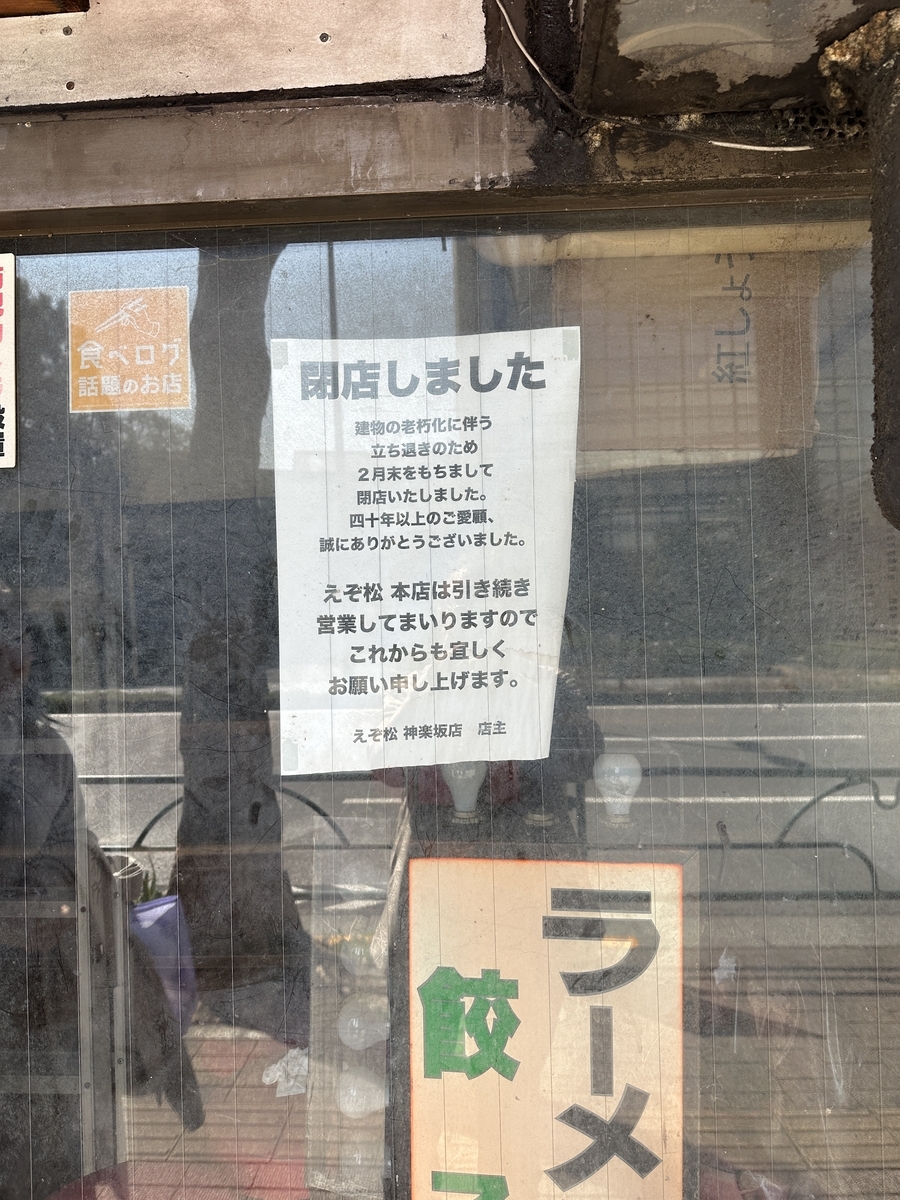 食べログ
話題のお店
閉店しました
建物の老朽化に伴う
立ち退きのため
2月末をもちまして
閉店いたしました。
四十年以上のご愛顧、
誠にありがとうございました。
えぞ松 本店は引き続き
営業してまいりますので
これからも宜しく
お願い申し上げます。
えぞ松 神楽坂店 店主
紅しょう
ラーメ
餃